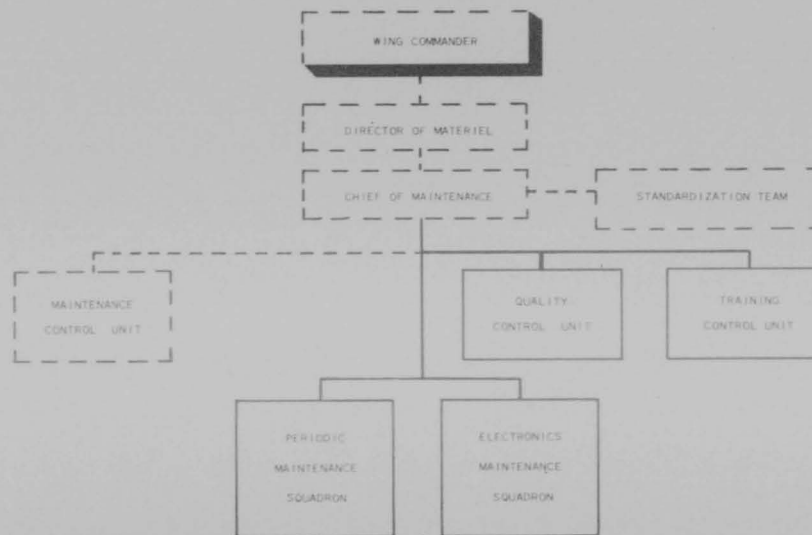 WING COMMANDER
DIRECTOR OF MATERIEL
CHIEF OF MAINTENANCE
STANDARDIZATION TEAM
MAINTENANCE
CONTROL UNIT
QUALITY
CONTROL UNIT
TRAINING
CONTROL UNIT
PERIODIC
MAINTENANCE
SQUADRON
ELECTRONICS
MAINTENANCE
SQUADRON